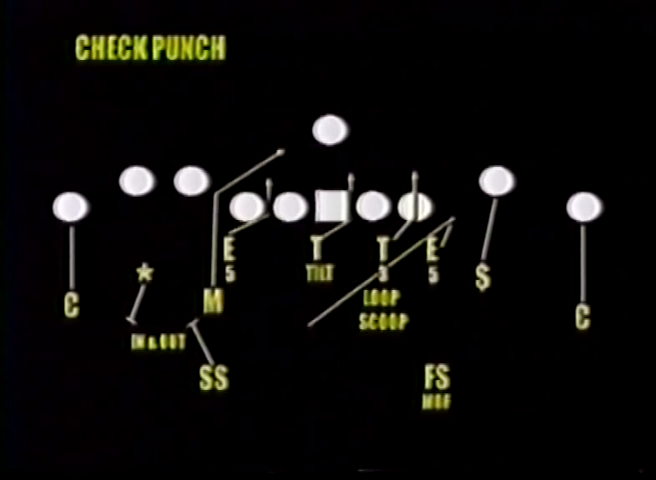 CHECK PUNCH
E T T E
5 TILT 3 5
★ $
C M C
LOOP
SCOOP
IN & OUT
SS FS
MOF